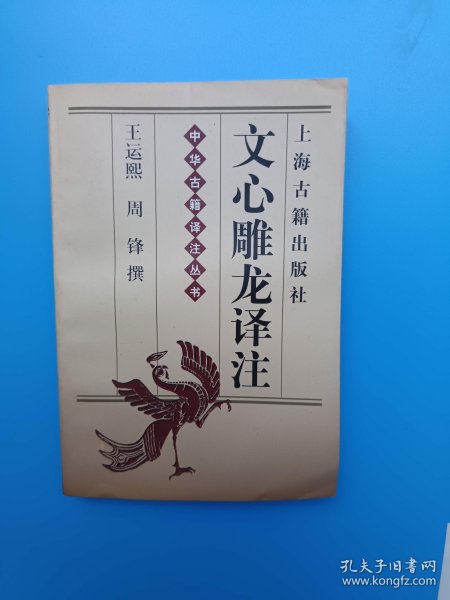 上海古籍出版社
文心雕龙译注
中华古籍译注丛书
王运熙 周锋撰
孔夫子旧书网
www.kongfz.com